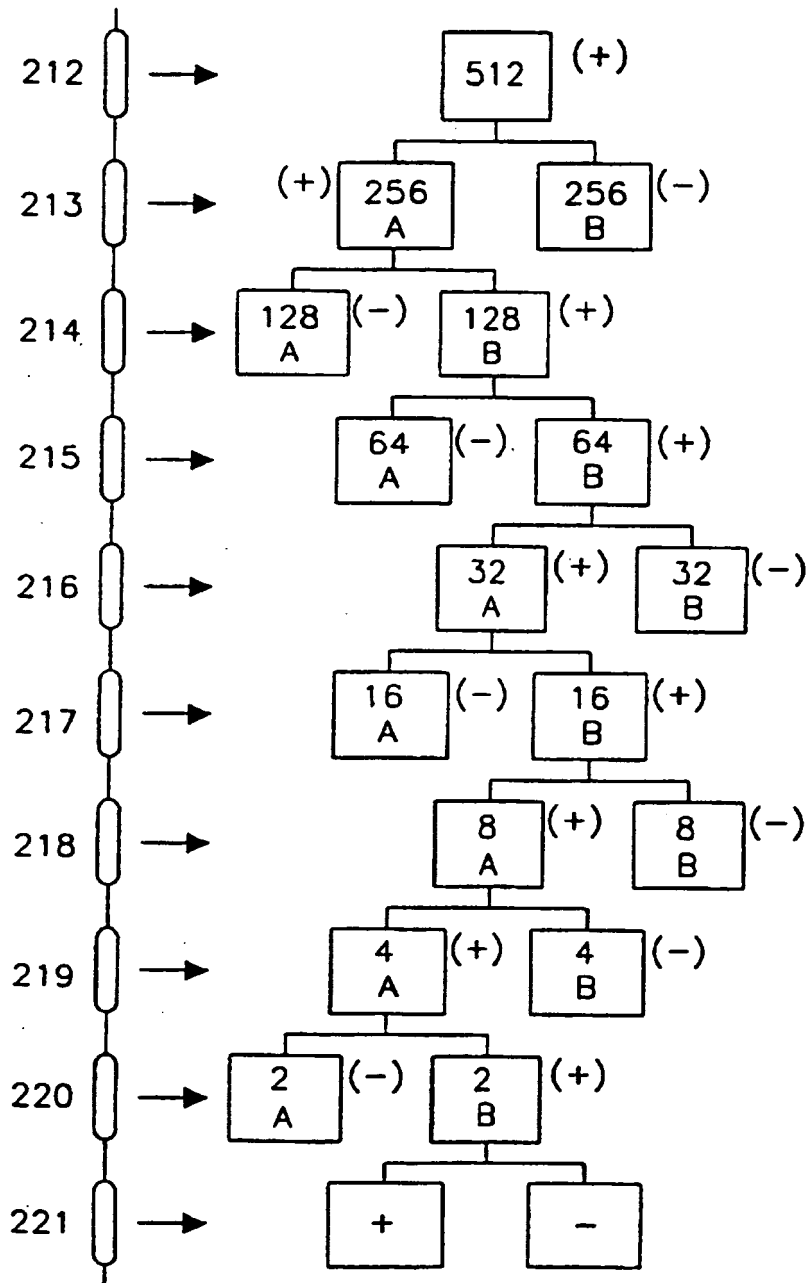 212 512 (+)
213 (+) 256 A 256 B (-)
214 128 A (-) 128 B (+)
215 64 A (-) 64 B (+)
216 32 A (+) 32 B (-)
217 16 A (-) 16 B (+)
218 8 A (+) 8 B (-)
219 4 A (+) 4 B (-)
220 2 A (-) 2 B (+)
221 + -